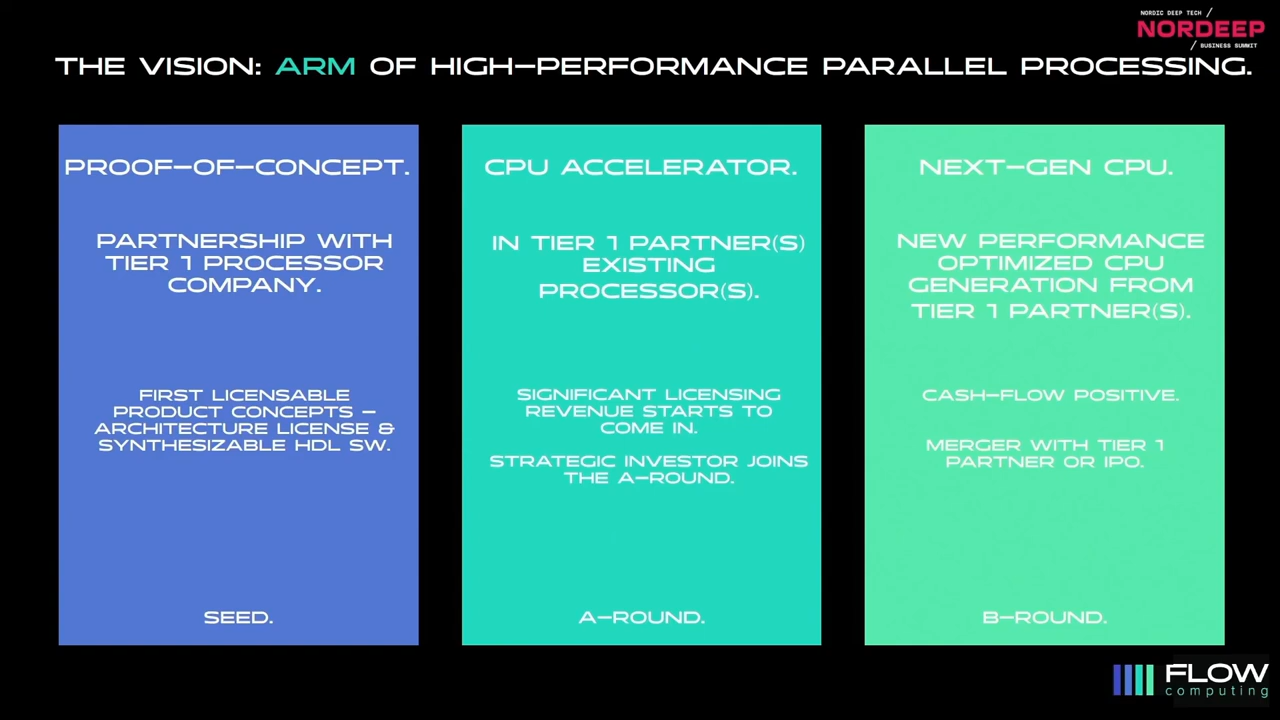 NORDIC DEEP TECH /
NORDEEP
/ BUSINESS SUMMIT
THE VISION: ARM OF HIGH-PERFORMANCE PARALLEL PROCESSING.
PROOF-OF-CONCEPT.
PARTNERSHIP WITH
TIER 1 PROCESSOR
COMPANY.
FIRST LICENSABLE
PRODUCT CONCEPTS –
ARCHITECTURE LICENSE &
SYNTHESIZABLE HDL SW.
SEED.
CPU ACCELERATOR.
IN TIER 1 PARTNER(S)
EXISTING
PROCESSOR(S).
SIGNIFICANT LICENSING
REVENUE STARTS TO
COME IN.
STRATEGIC INVESTOR JOINS
THE A-ROUND.
A-ROUND.
NEXT-GEN CPU.
NEW PERFORMANCE
OPTIMIZED CPU
GENERATION FROM
TIER 1 PARTNER(S).
CASH-FLOW POSITIVE.
MERGER WITH TIER 1
PARTNER OR IPO.
B-ROUND.
FLOW
computing